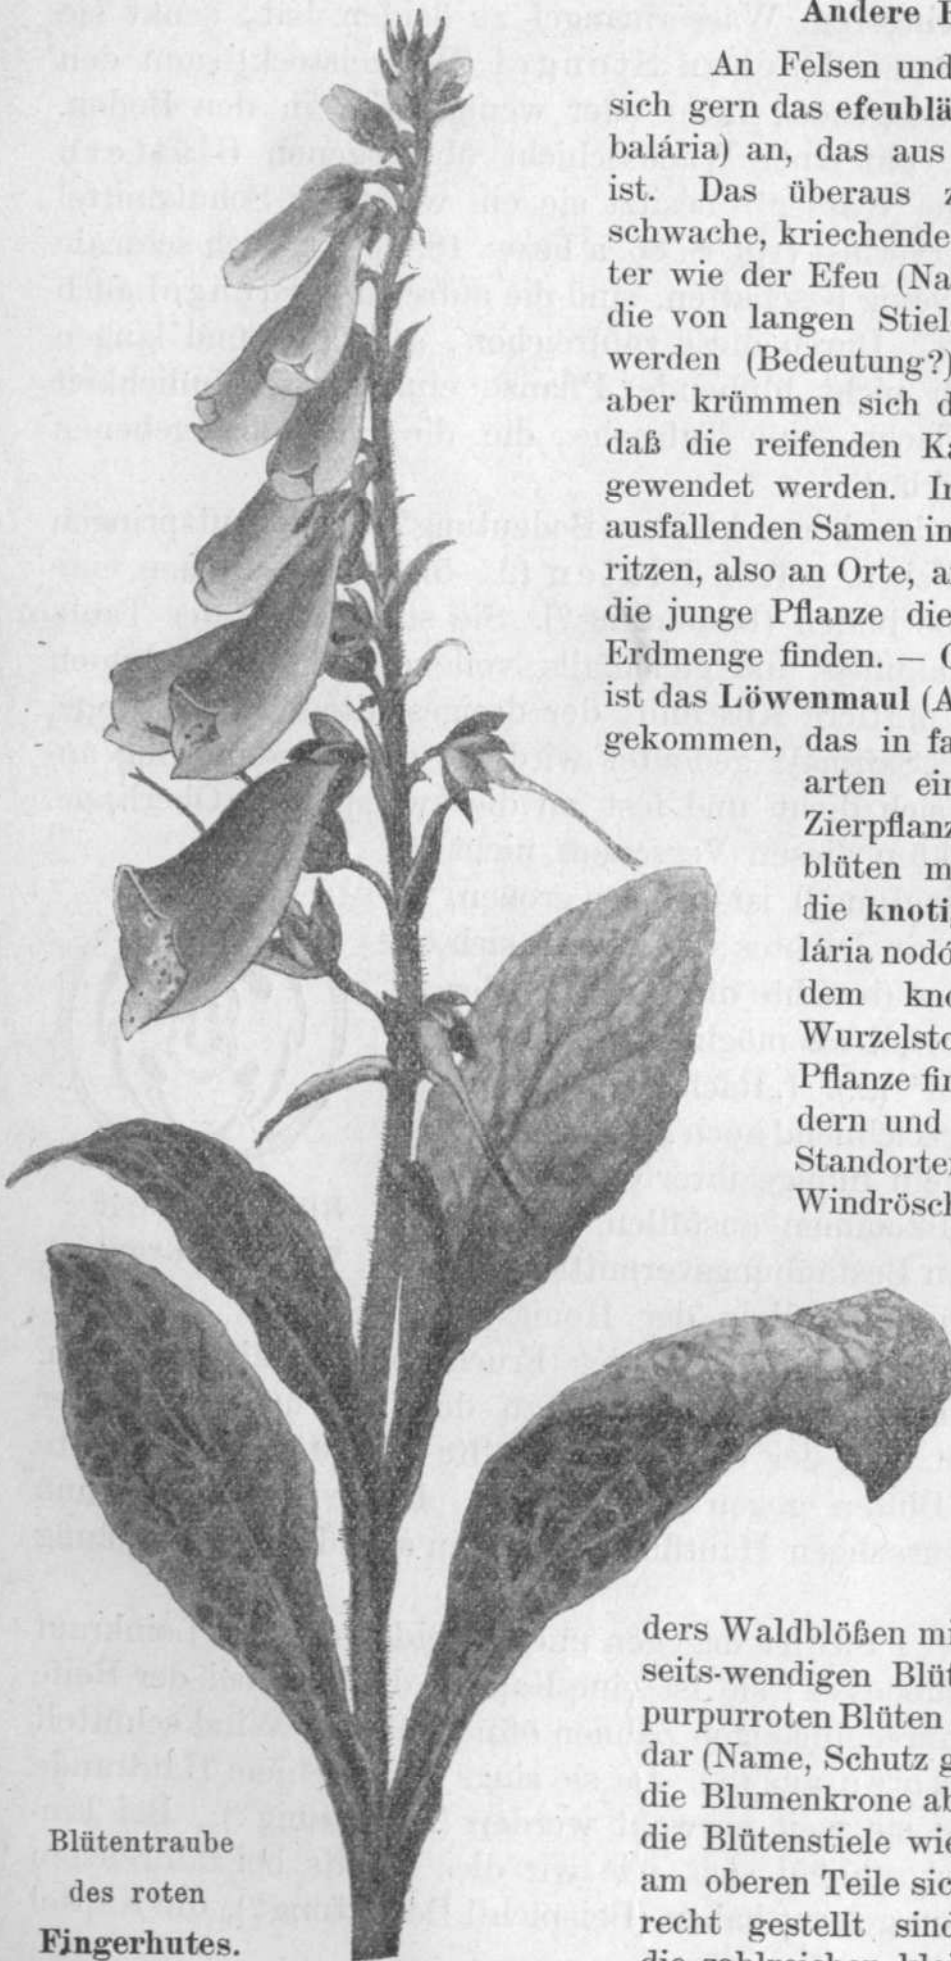 Andere
An Felsen und
sich gern das efeublä
balária) an, das aus
ist. Das überaus z
schwache, kriechende
ter wie der Efeu (Na
die von langen Stiel
werden (Bedeutung?)
aber krümmen sich d
daß die reifenden Ka
gewendet werden. In
ausfallenden Samen in
ritzen, also an Orte, a
die junge Pflanze die
Erdmenge finden. —
ist das Löwenmaul (A
gekommen, das in fa
arten ein
Zierpflanz
blüten m
die knoti
lária nodó
dem kno
Wurzelsto
Pflanze fin
dern und
Standorte
Windrösch
ders Waldblößen mi
seits-wendigen Blüt
purpurroten Blüten
dar (Name, Schutz g
die Blumenkrone ab
die Blütenstiele wie
am oberen Teile sic
recht gestellt sind
Blütentraube
des roten
Fingerhutes.